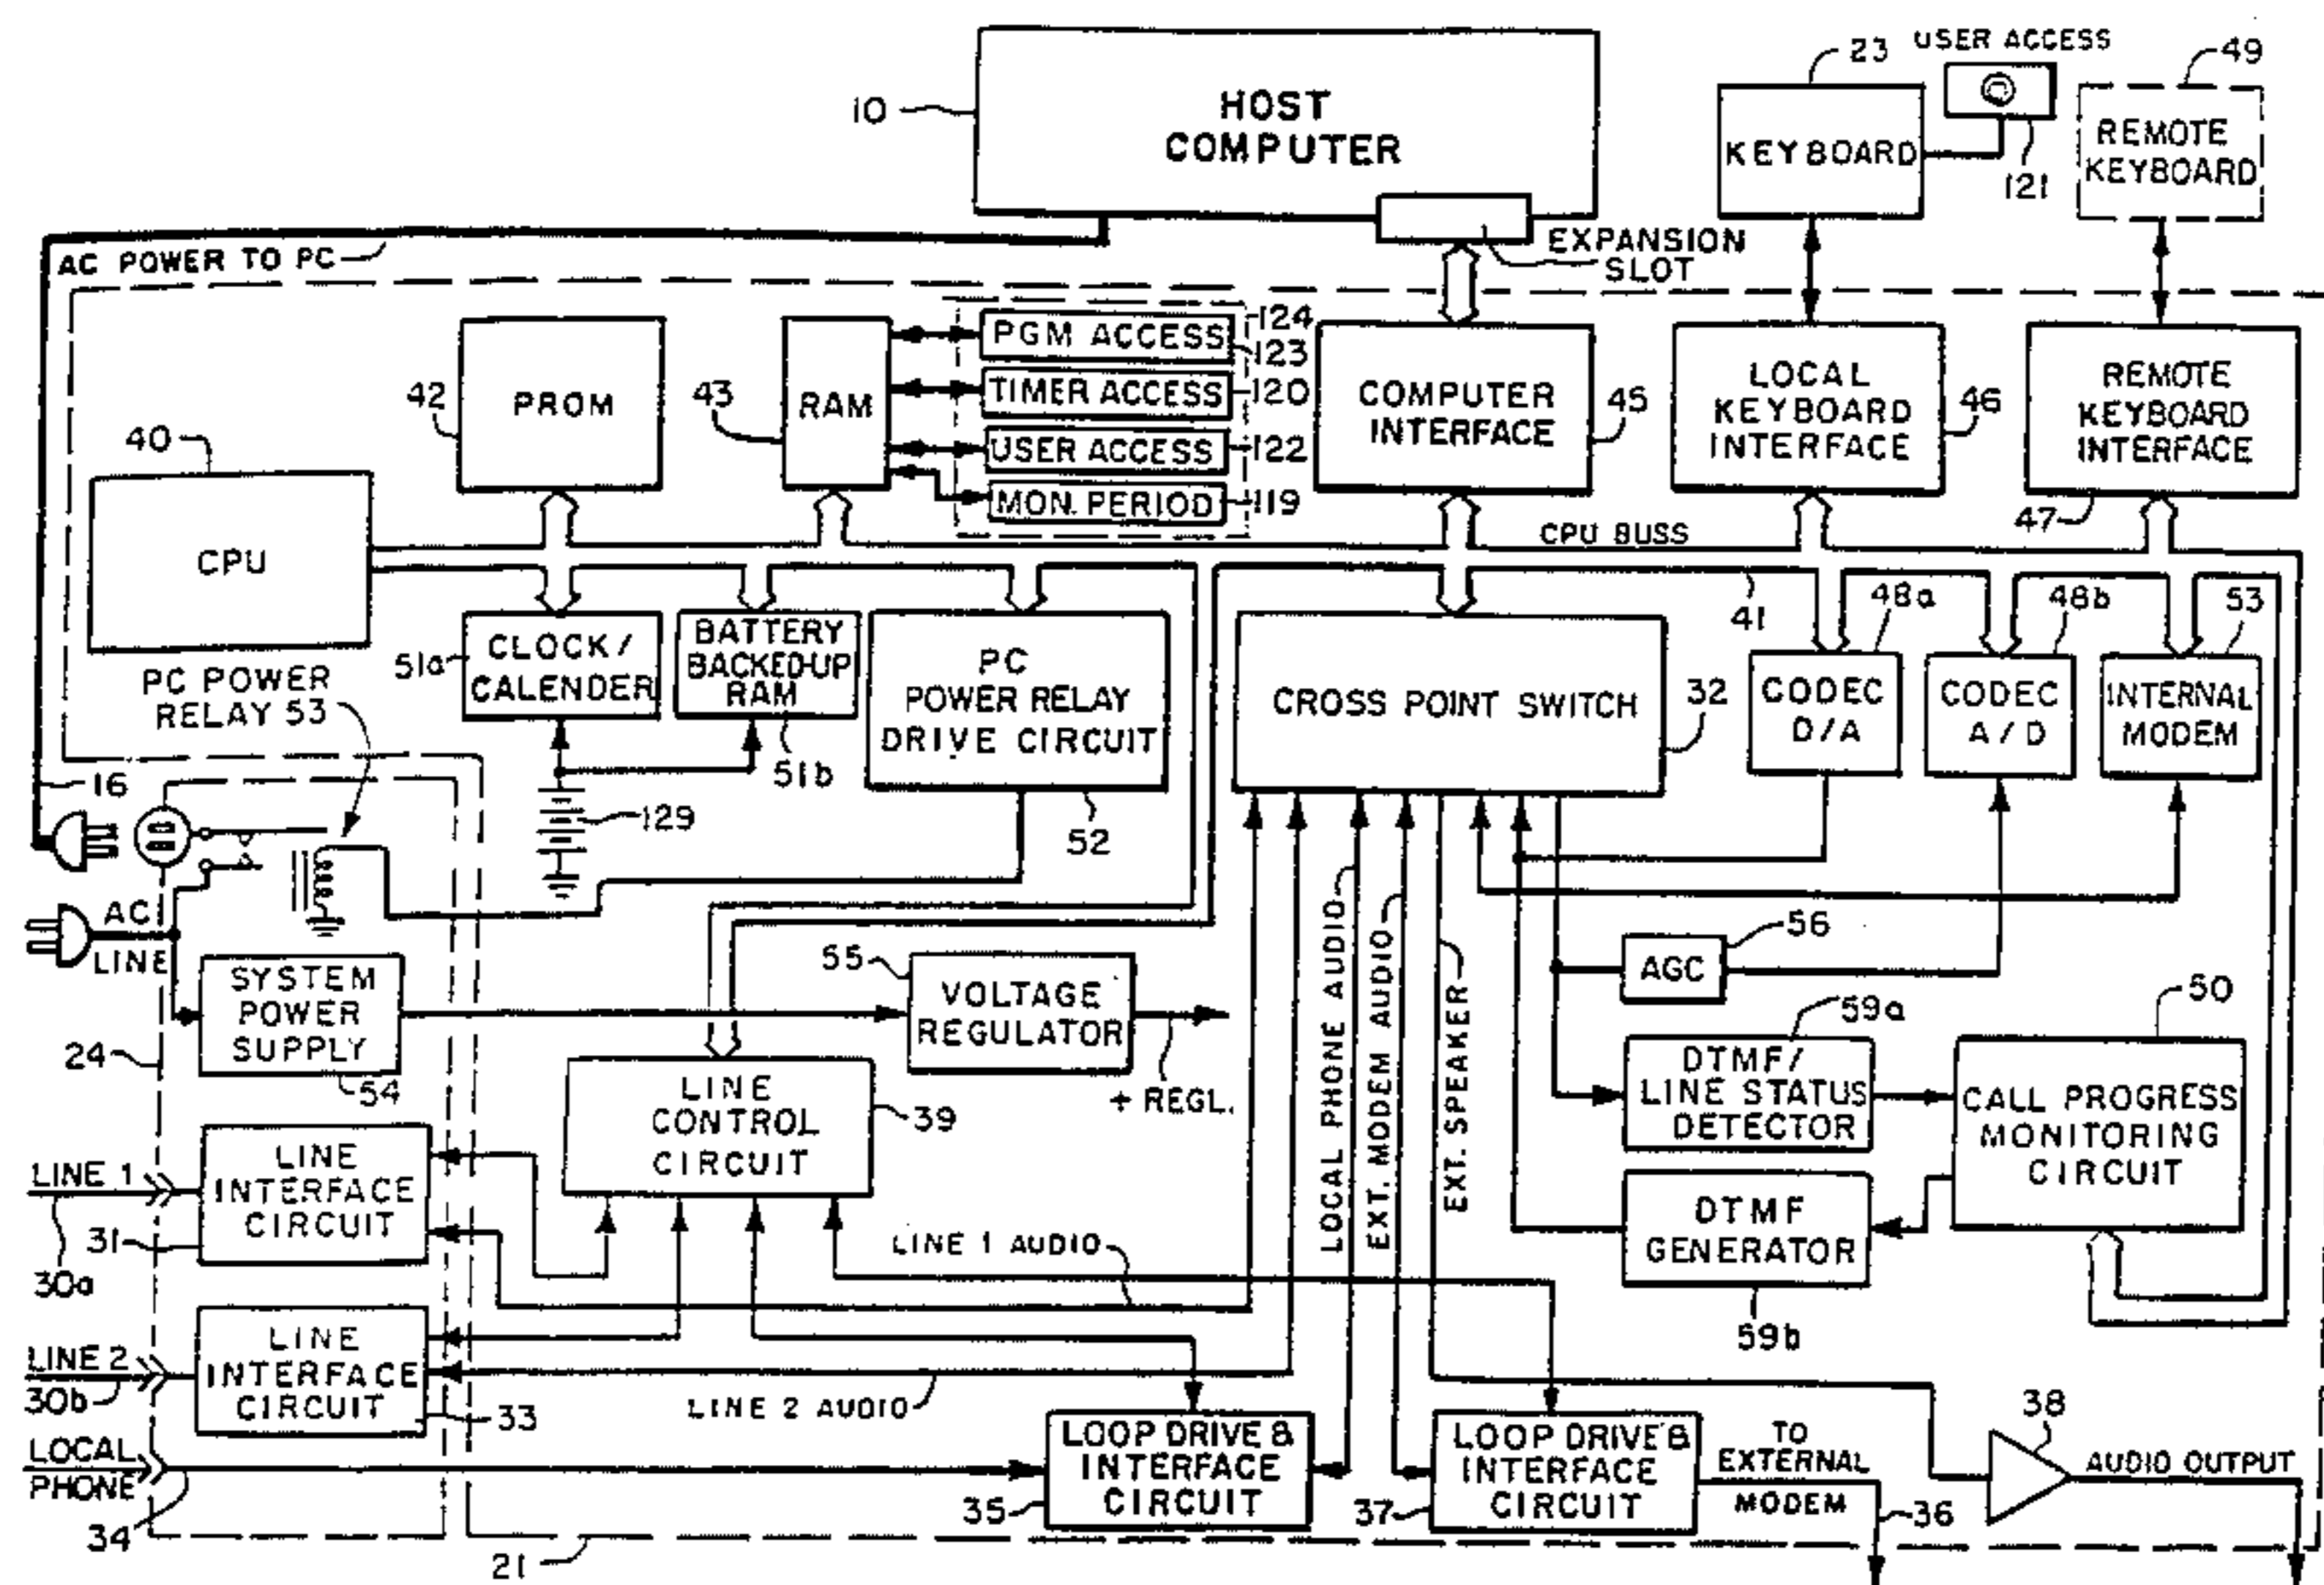 USER ACCESS
23
49
10
HOST
COMPUTER
KEYBOARD
121
REMOTE
KEYBOARD
AC POWER TO PC
EXPANSION
SLOT
42
PROM
43
RAM
PGM ACCESS
124
123
TIMER ACCESS
120
USER ACCESS
122
MON. PERIOD
119
COMPUTER
INTERFACE
45
LOCAL
KEYBOARD
INTERFACE
46
REMOTE
KEYBOARD
INTERFACE
47
40
CPU
CPU BUSS
41
PC POWER
RELAY 53
51a
CLOCK/
CALENDER
BATTERY
BACKED-UP
RAM
51b
PC
POWER RELAY
DRIVE CIRCUIT
52
CROSS POINT SWITCH
32
48a
CODEC
D/A
48b
CODEC
A/D
53
INTERNAL
MODEM
16
129
AC
LINE
SYSTEM
POWER
SUPPLY
54
24
55
VOLTAGE
REGULATOR
+ REGL.
LINE
CONTROL
CIRCUIT
39
LOCAL PHONE AUDIO
EXT. MODEM AUDIO
EXT. SPEAKER
AGC
56
59a
DTMF/
LINE STATUS
DETECTOR
50
CALL PROGRESS
MONITORING
CIRCUIT
DTMF
GENERATOR
59b
LINE 1
30a
LINE
INTERFACE
CIRCUIT
31
LINE 1 AUDIO
LINE 2
30b
LINE
INTERFACE
CIRCUIT
33
LINE 2 AUDIO
LOCAL
PHONE
34
21
LOOP DRIVE &
INTERFACE
CIRCUIT
35
LOOP DRIVE &
INTERFACE
CIRCUIT
37
TO
EXTERNAL
MODEM
36
38
AUDIO OUTPUT